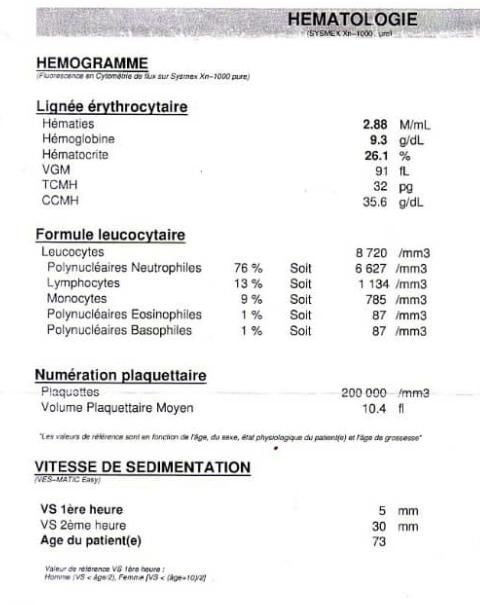 HEMATOLOGIE
(SYSMEX Xn-1000 pure)
HEMOGRAMME
(Fluorescence en Cytométrie de flux sur Sysmex Xn-1000 pure)
Lignée érythrocytaire
Hématies 2.88 M/mL
Hémoglobine 9.3 g/dL
Hématocrite 26.1 %
VGM 91 fL
TCMH 32 pg
CCMH 35.6 g/dL
Formule leucocytaire
Leucocytes 8 720 /mm3
Polynucléaires Neutrophiles 76 % Soit 6 627 /mm3
Lymphocytes 13 % Soit 1 134 /mm3
Monocytes 9 % Soit 785 /mm3
Polynucléaires Eosinophiles 1 % Soit 87 /mm3
Polynucléaires Basophiles 1 % Soit 87 /mm3
Numération plaquettaire
Plaquettes 200 000 /mm3
Volume Plaquettaire Moyen 10.4 fl
"Les valeurs de référence sont en fonction de l'âge, du sexe, état physiologique du patient(e) et l'âge de grossesse"
VITESSE DE SEDIMENTATION
(VES-MATIC Easy)
VS 1ère heure 5 mm
VS 2ème heure 30 mm
Age du patient(e) 73
Valeur de référence VS 1ère heure :
Homme (VS < âge/2), Femme [VS < (âge+10)/2]